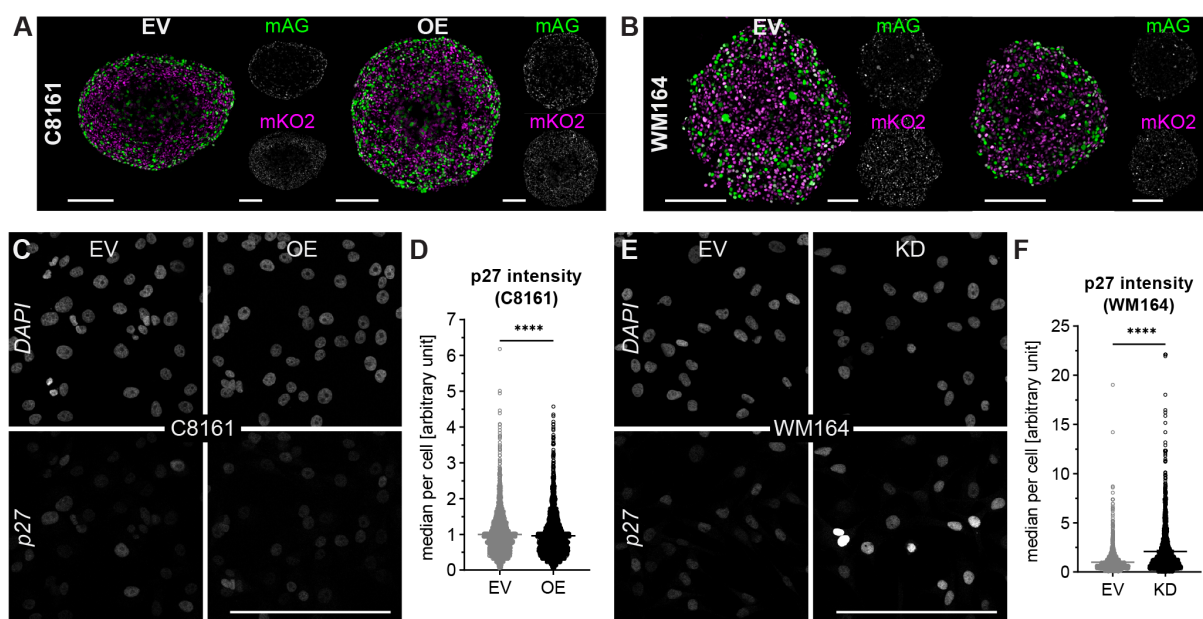 A
EV
mAG
OE
mAG
C8161
mKO2
mKO2
B
EV
mAG
mAG
WM164
mKO2
mKO2
C
EV
OE
DAPI
C8161
p27
D
p27 intensity
(C8161)
****
median per cell [arbitrary unit]
7
6
5
4
3
2
1
0
EV
OE
E
EV
KD
DAPI
WM164
p27
F
p27 intensity
(WM164)
****
median per cell [arbitrary unit]
25
20
15
10
5
0
EV
KD